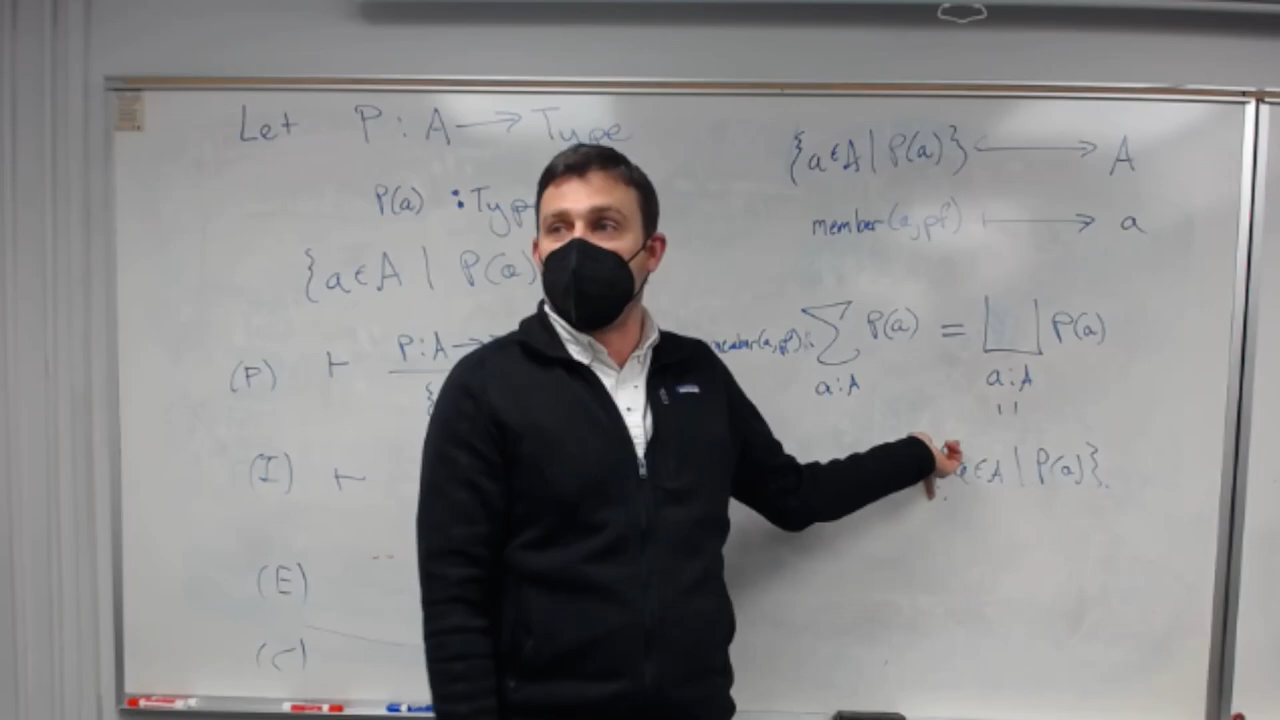 Let P : A → Type
P(a) : Type
{a ∈ A | P(a)
(F) ⊢ P : A →
{
(I) ⊢
(E)
(C)
{a ∈ A | P(a)} ↪ A
member(a, pf) ↦ a
member(a, pf) : ∑ P(a) = ∐ P(a)
a : A a : A
=
a ∈ A | P(a)}.